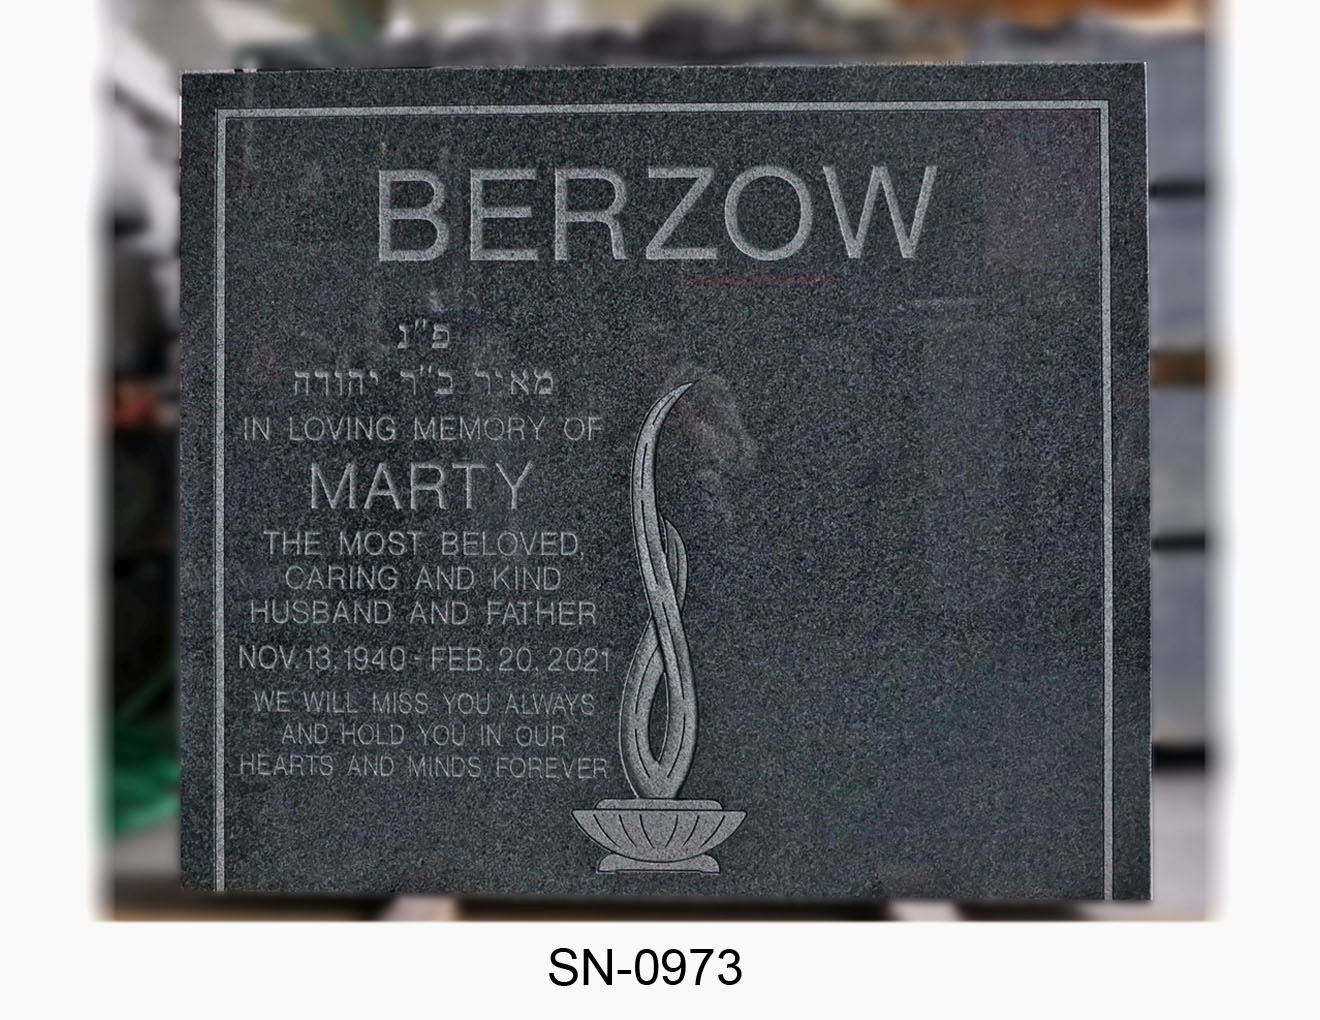 BERZOW
פ"נ
מאיר ב"ר יהודה
IN LOVING MEMORY OF
MARTY
THE MOST BELOVED,
CARING AND KIND
HUSBAND AND FATHER
NOV. 13, 1940 - FEB. 20, 2021
WE WILL MISS YOU ALWAYS
AND HOLD YOU IN OUR
HEARTS AND MINDS FOREVER
SN-0973